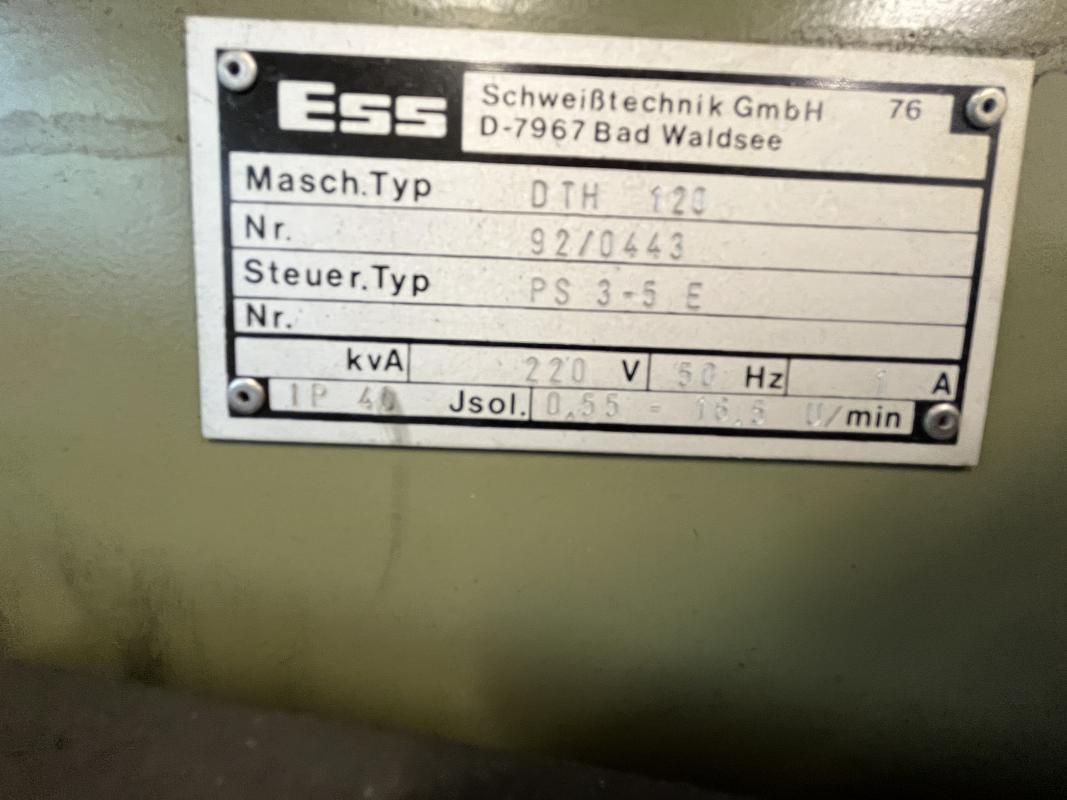 ESS
Schweißtechnik GmbH 76
D-7967 Bad Waldsee
Masch.Typ DTH 120
Nr. 92/0443
Steuer.Typ PS 3-5 E
Nr.
kvA 220 V 50 Hz 1 A
IP 40 Jsol. 0,55 - 16,5 U/min